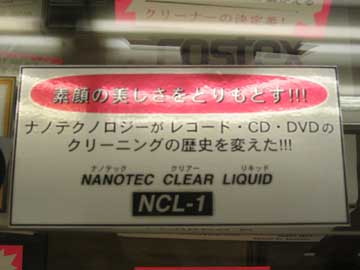 クリーナーの決定番!
Fostex
素顔の美しさをとりもどす!!!
ナノテクノロジーが レコード・CD・DVDの
クリーニングの歴史を変えた!!!
ナノテック クリアー リキッド
NANOTEC CLEAR LIQUID
NCL-1